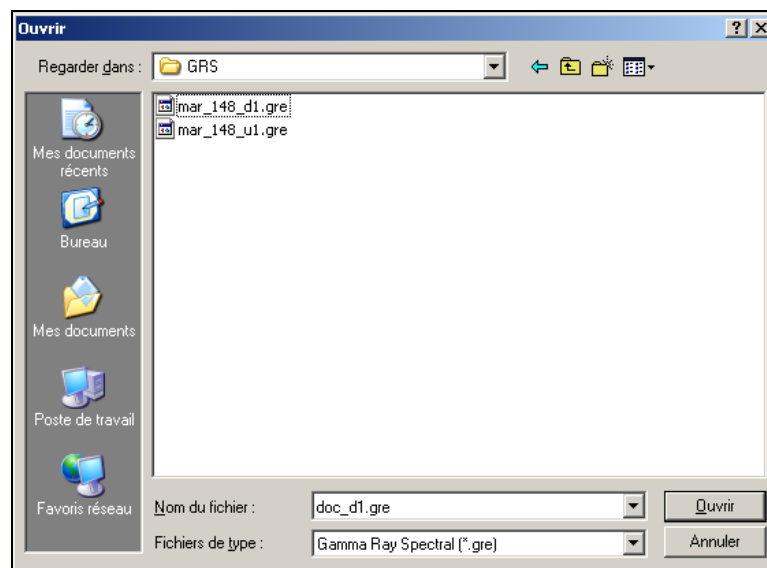 Ouvrir
Regarder dans :
GRS
mar_148_d1.gre
mar_148_u1.gre
Mes documents
récents
Bureau
Mes documents
Poste de travail
Favoris réseau
Nom du fichier :
doc_d1.gre
Ouvrir
Fichiers de type :
Gamma Ray Spectral (*.gre)
Annuler